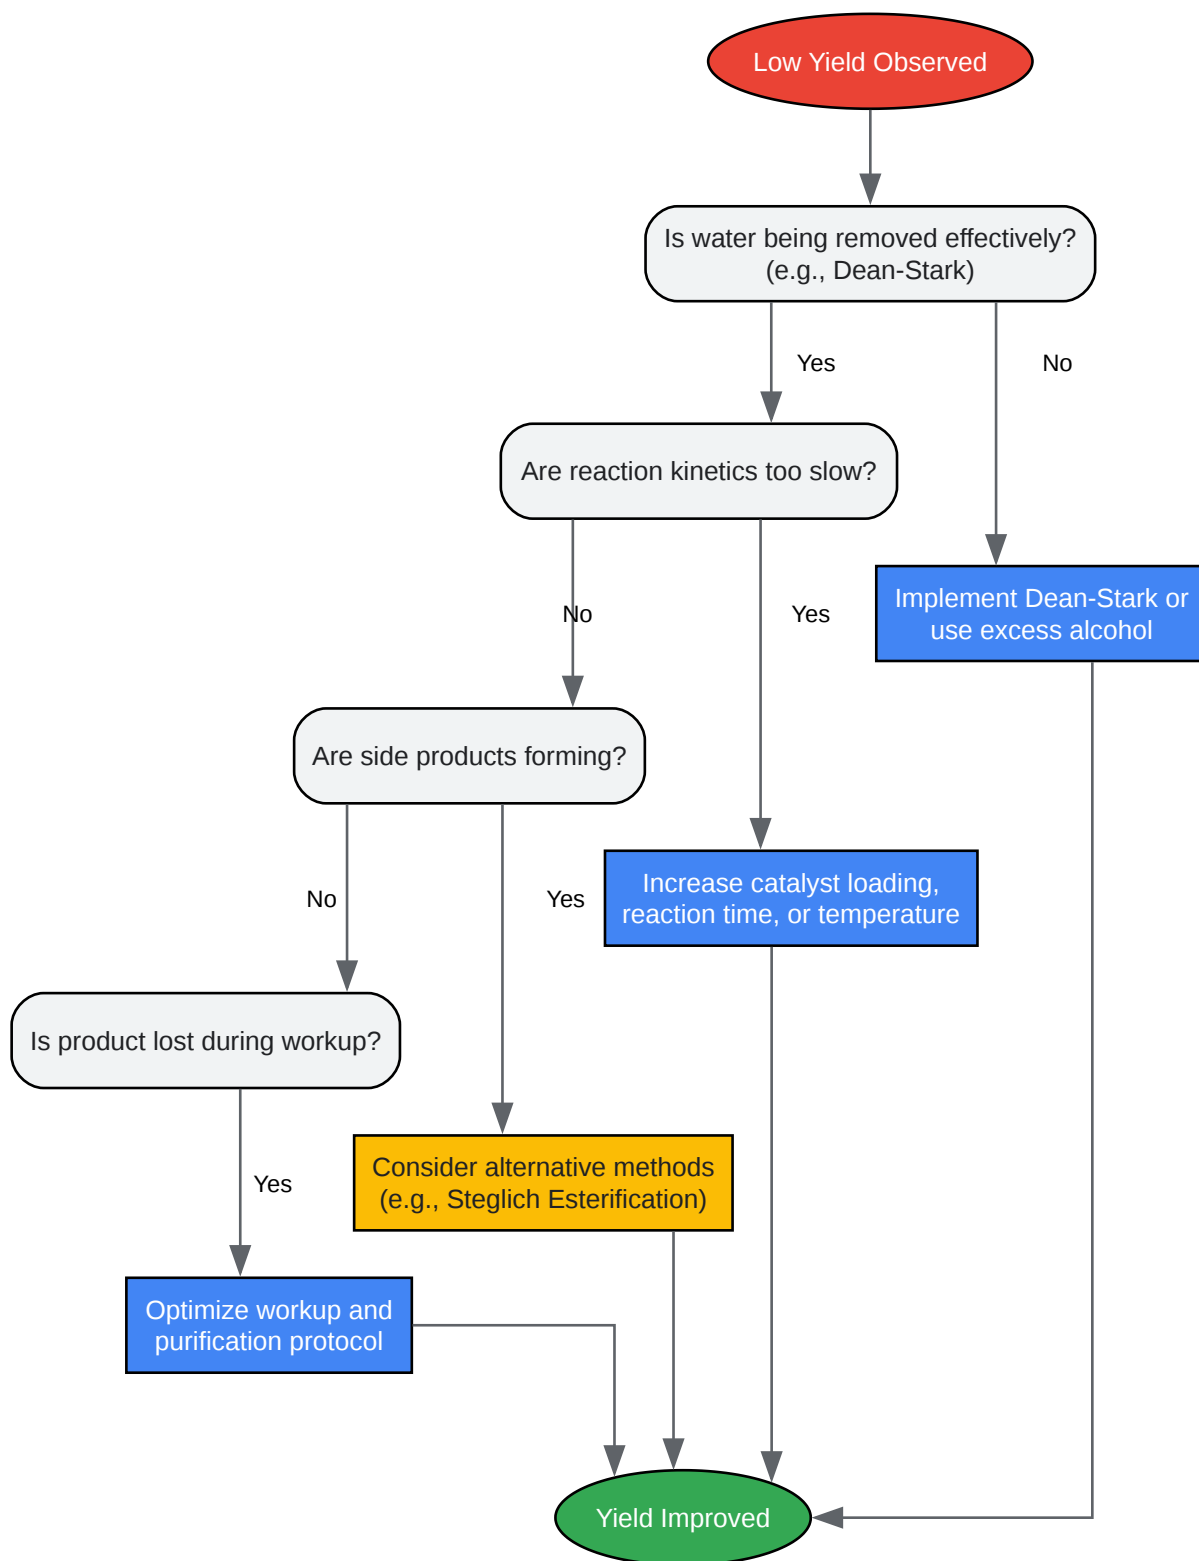 Low Yield Observed
Is water being removed effectively?
(e.g., Dean-Stark)
Yes
No
Are reaction kinetics too slow?
Implement Dean-Stark or
use excess alcohol
No
Yes
Are side products forming?
Increase catalyst loading,
reaction time, or temperature
No
Yes
Is product lost during workup?
Consider alternative methods
(e.g., Steglich Esterification)
Yes
Optimize workup and
purification protocol
Yield Improved